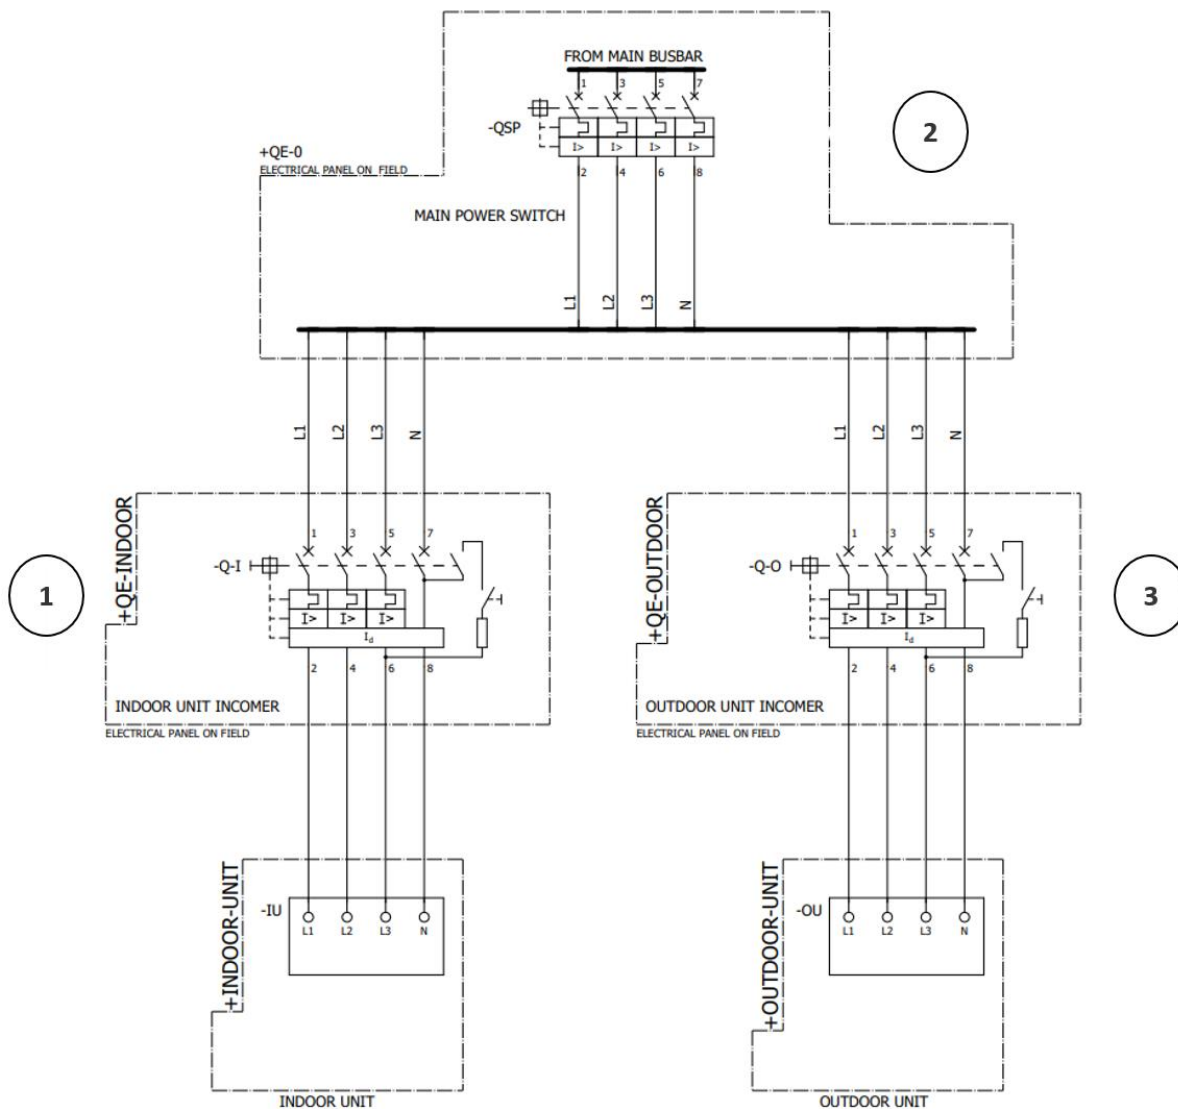 FROM MAIN BUSBAR
1 3 5 7
-QSP
I> I> I> I>
2 4 6 8
2
+QE-0
ELECTRICAL PANEL ON FIELD
MAIN POWER SWITCH
L1 L2 L3 N
L1 L2 L3 N
L1 L2 L3 N
+QE-INDOOR
1 3 5 7
-Q-I
I> I> I>
Id
2 4 6 8
1
INDOOR UNIT INCOMER
ELECTRICAL PANEL ON FIELD
+QE-OUTDOOR
1 3 5 7
-Q-O
I> I> I>
Id
2 4 6 8
3
OUTDOOR UNIT INCOMER
ELECTRICAL PANEL ON FIELD
+INDOOR-UNIT
-IU
L1 L2 L3 N
INDOOR UNIT
+OUTDOOR-UNIT
-OU
L1 L2 L3 N
OUTDOOR UNIT